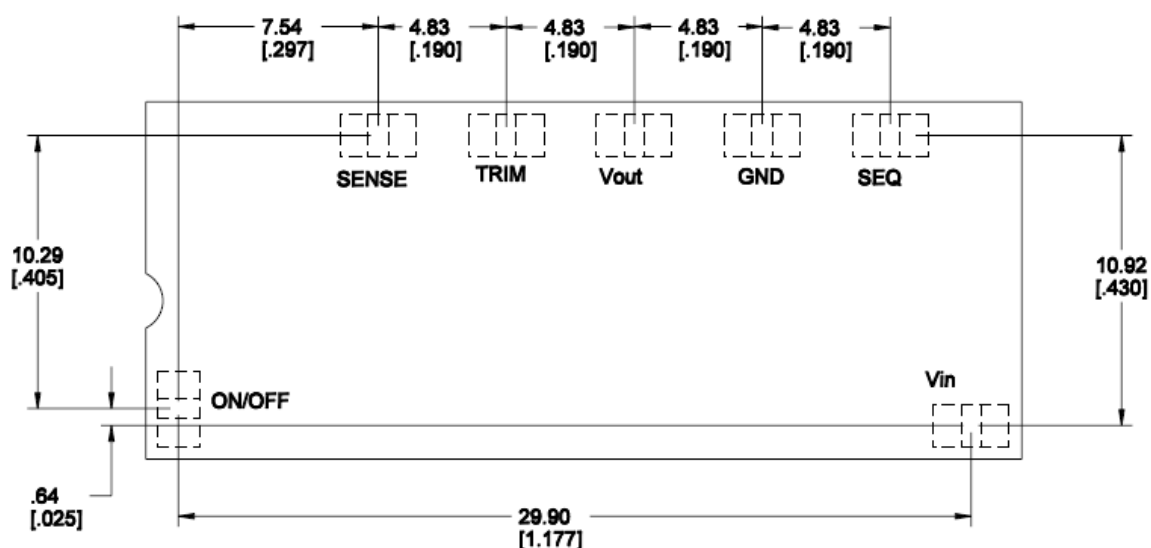 7.54
[.297]
4.83
[.190]
4.83
[.190]
4.83
[.190]
4.83
[.190]
SENSE
TRIM
Vout
GND
SEQ
10.29
[.405]
10.92
[.430]
ON/OFF
Vin
.64
[.025]
29.90
[1.177]